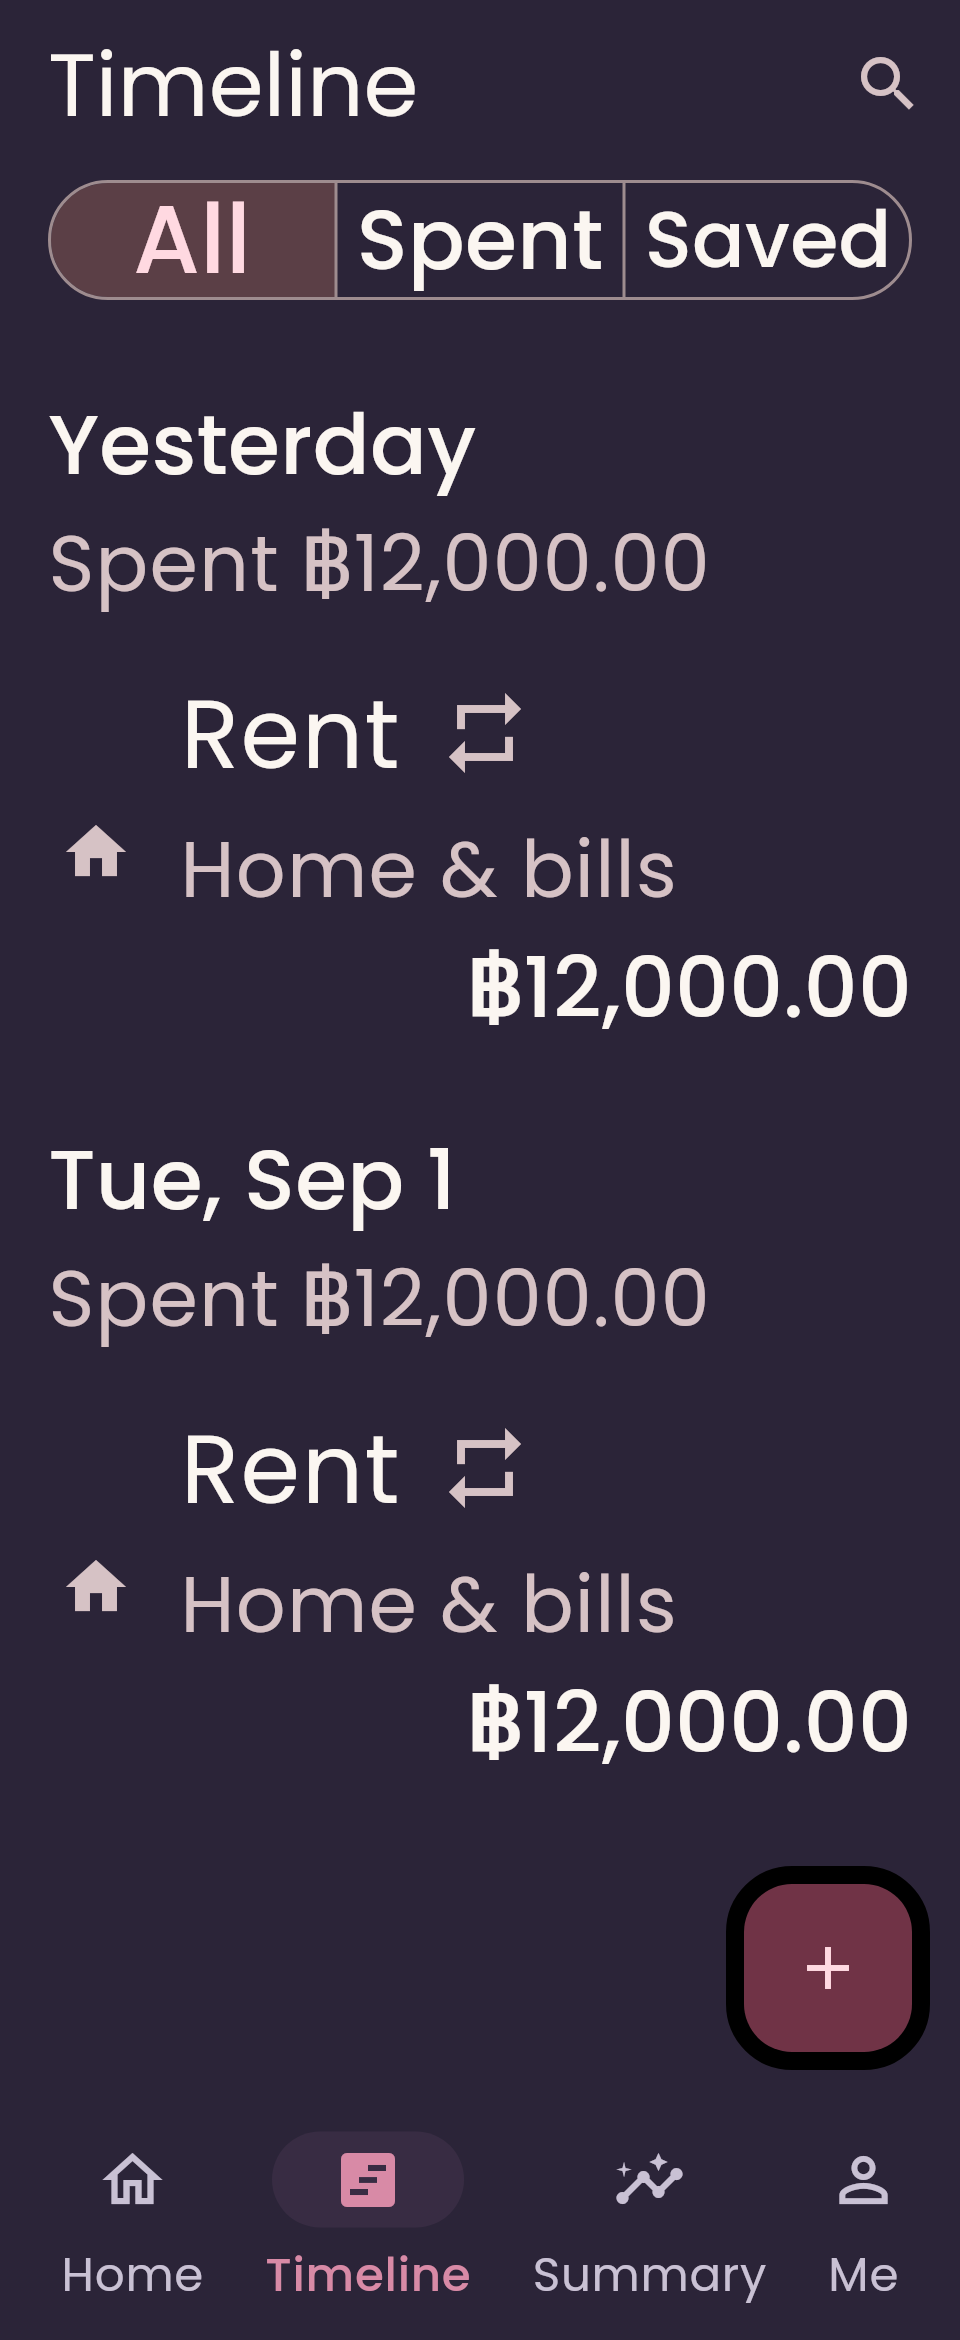 Timeline
All Spent Saved
Yesterday
Spent ฿12,000.00
Rent
Home & bills
฿12,000.00
Tue, Sep 1
Spent ฿12,000.00
Rent
Home & bills
฿12,000.00
Home Timeline Summary Me